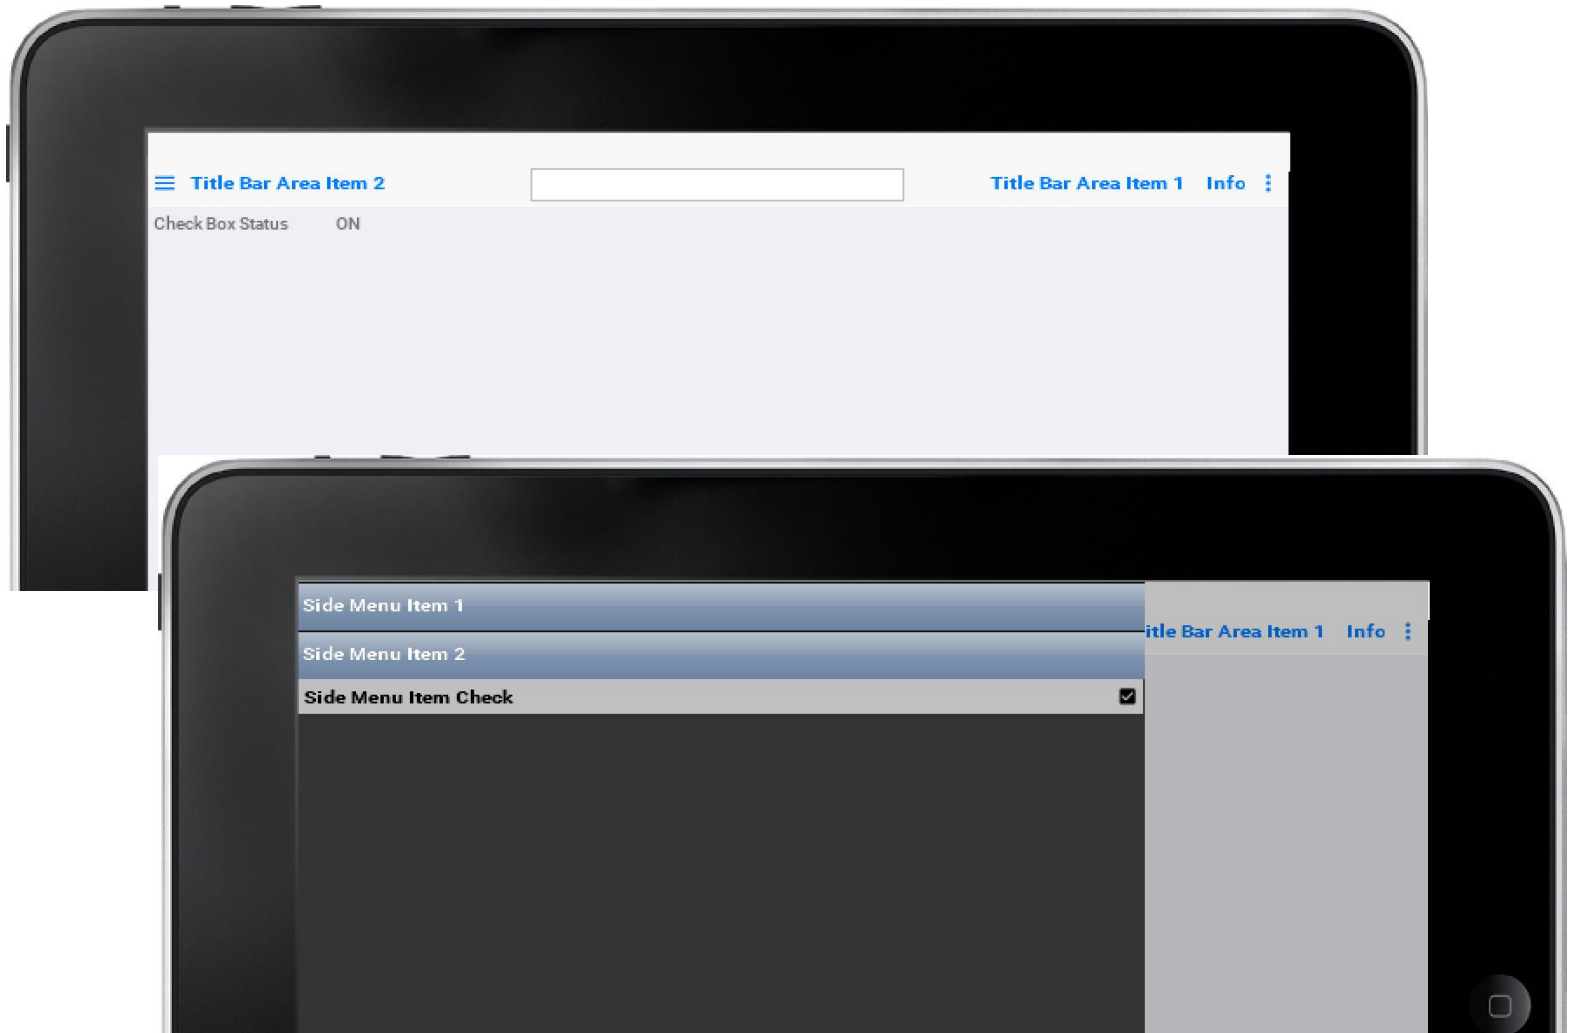 Title Bar Area Item 2
Title Bar Area Item 1 Info
Check Box Status ON
Side Menu Item 1
itle Bar Area Item 1 Info
Side Menu Item 2
Side Menu Item Check